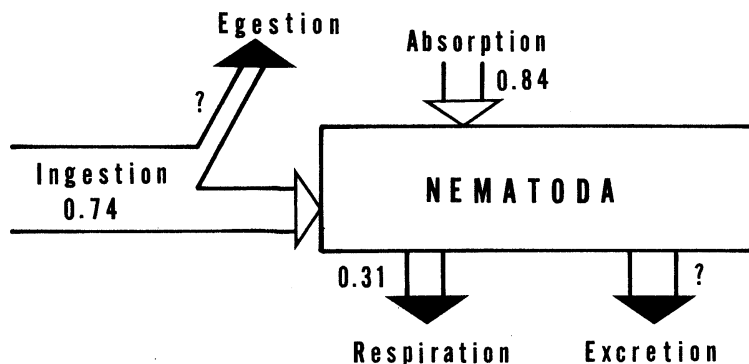 Egestion
Absorption
0.84
?
Ingestion
0.74
NEMATODA
0.31
?
Respiration
Excretion